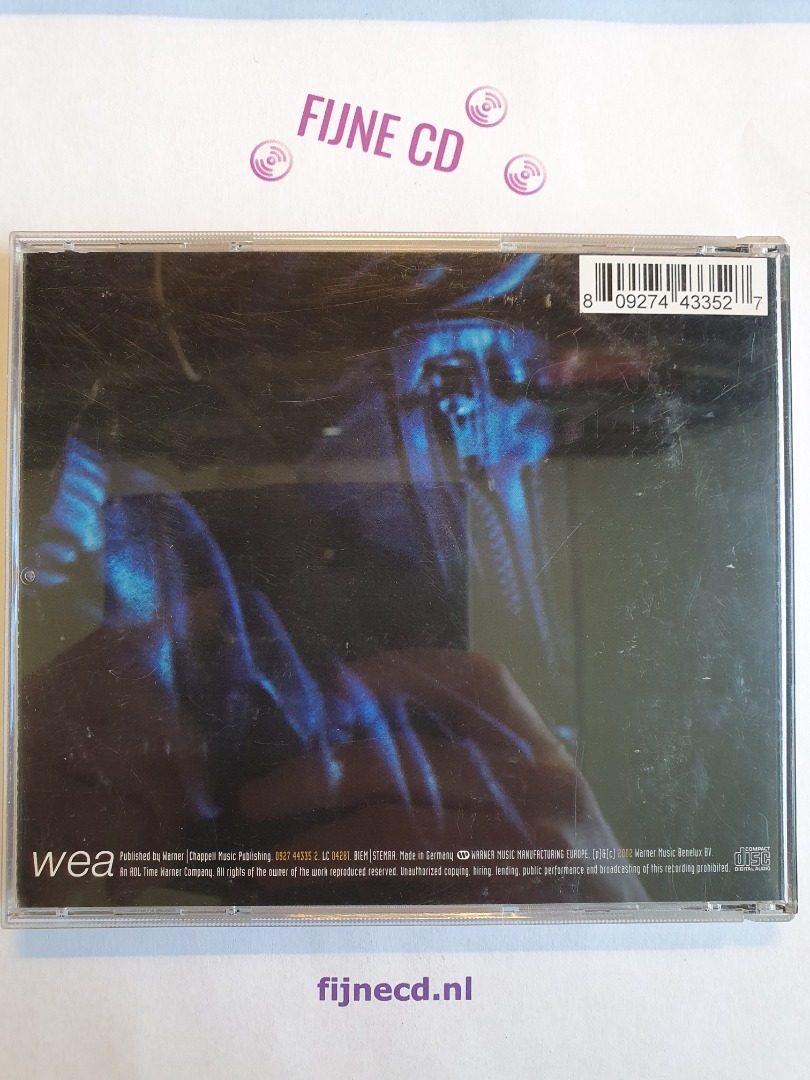 FIJNE CD
8 09274 43352 7
wea
Published by Warner|Chappell Music Publishing. 0927 44335 2. LC 04281. BIEM|STEMRA. Made in Germany W WARNER MUSIC MANUFACTURING EUROPE. (p)&(c) 2002 Warner Music Benelux BV.
An AOL Time Warner Company. All rights of the owner of the work reproduced reserved. Unauthorized copying, hiring, lending, public performance and broadcasting of this recording prohibited.
COMPACT
disc
DIGITAL AUDIO
fijnecd.nl